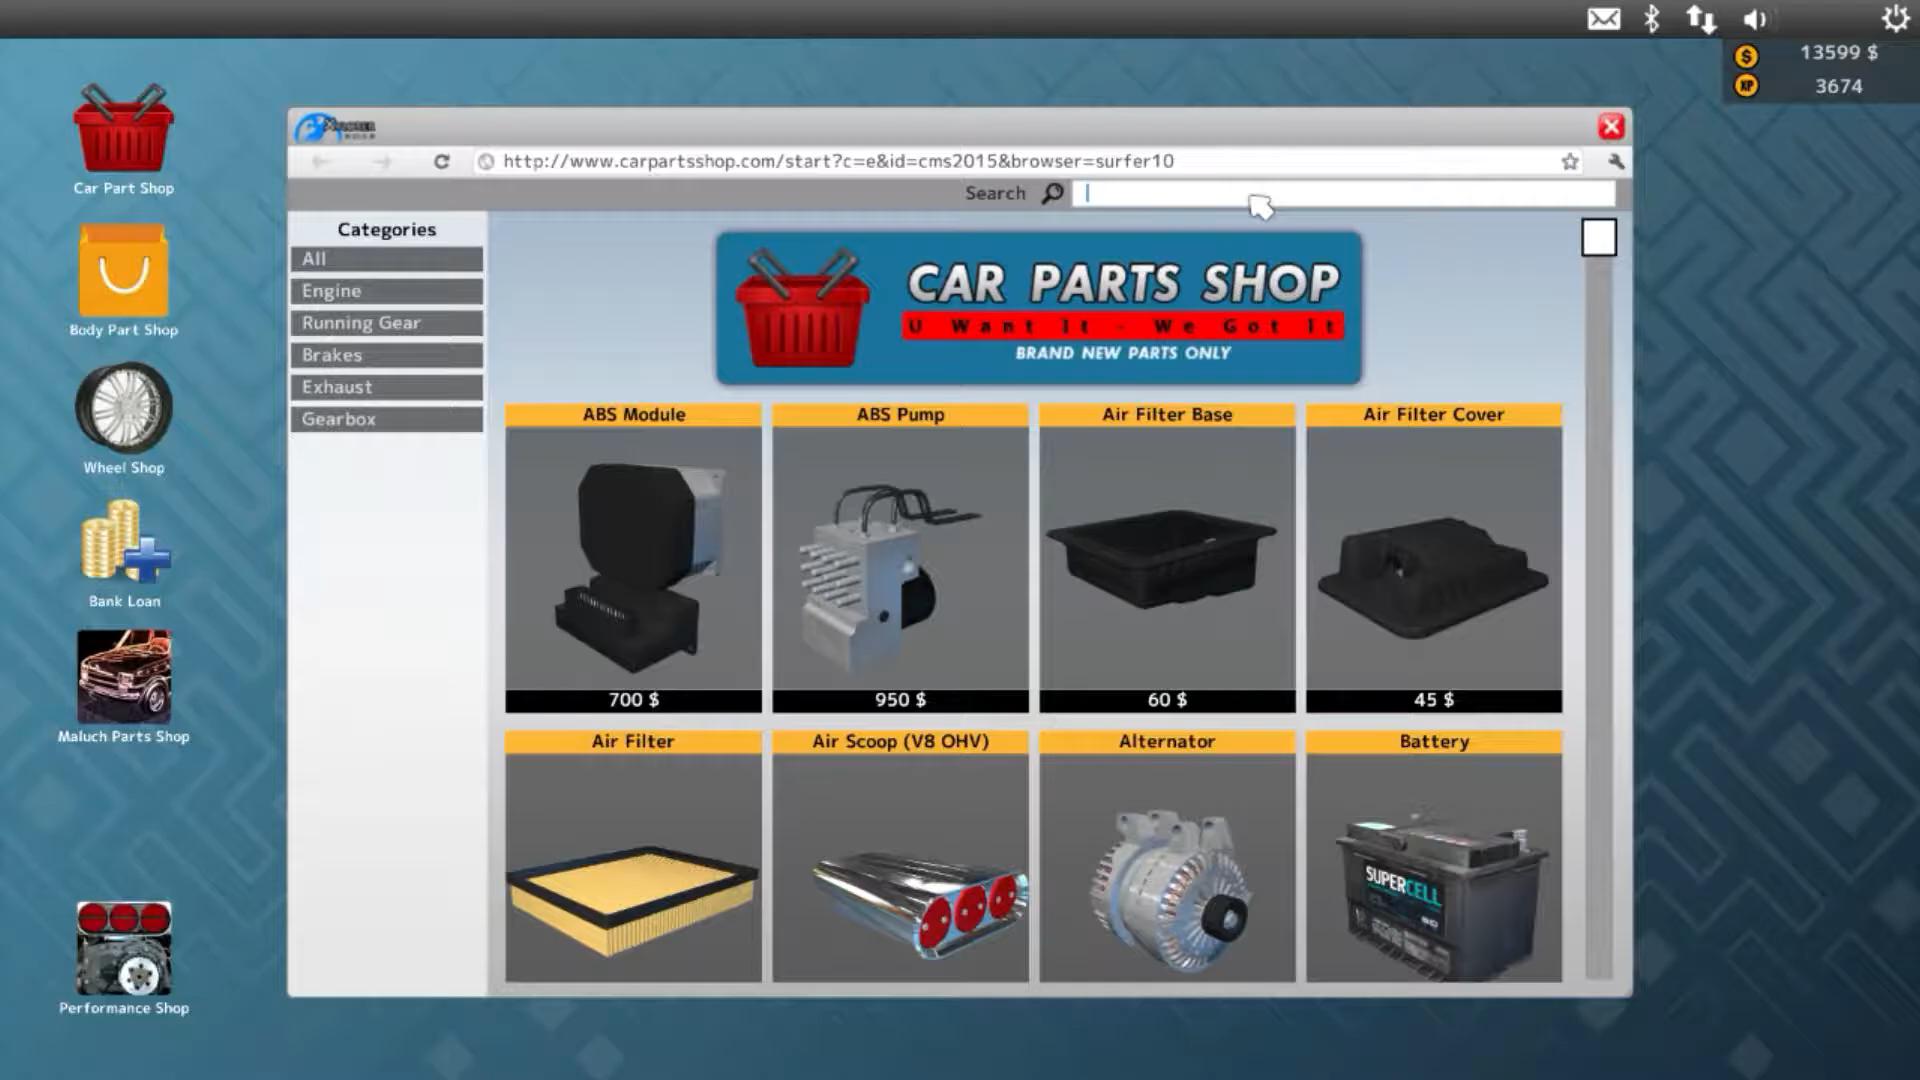 13599 $
XP 3674
Car Part Shop
Body Part Shop
Wheel Shop
Bank Loan
Maluch Parts Shop
Performance Shop
http://www.carpartsshop.com/start?c=e&id=cms2015&browser=surfer10
Search
Categories
All
Engine
Running Gear
Brakes
Exhaust
Gearbox
CAR PARTS SHOP
U Want It - We Got It
BRAND NEW PARTS ONLY
ABS Module
ABS Pump
Air Filter Base
Air Filter Cover
700 $
950 $
60 $
45 $
Air Filter
Air Scoop (V8 OHV)
Alternator
Battery
SUPERCELL